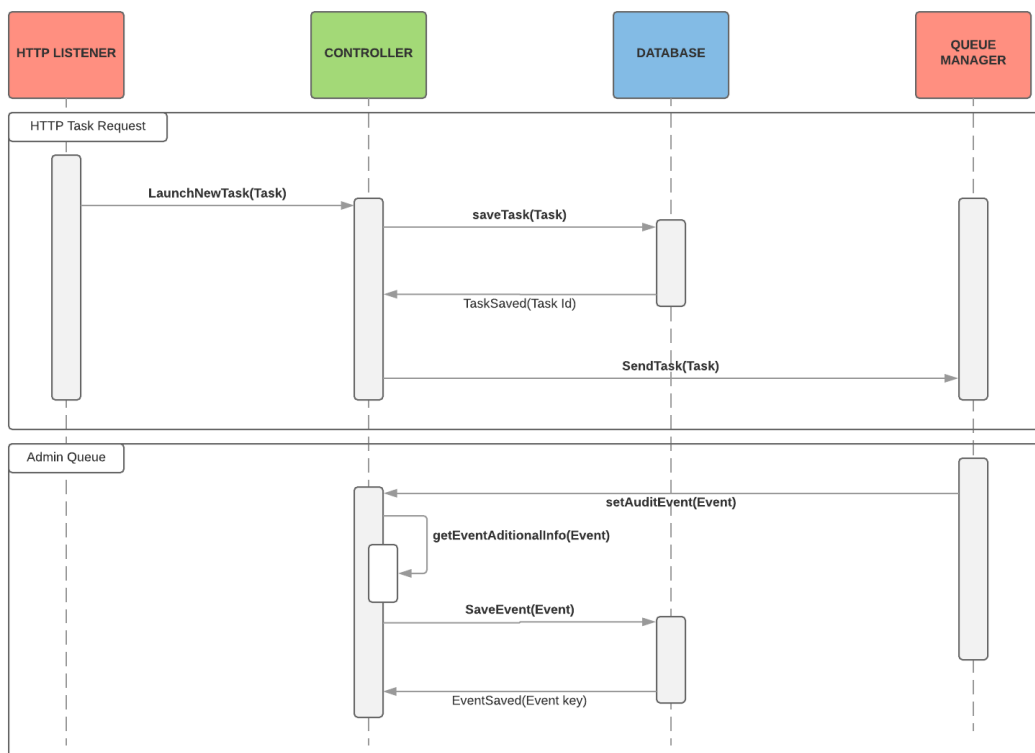 HTTP LISTENER
CONTROLLER
DATABASE
QUEUE
MANAGER
HTTP Task Request
LaunchNewTask(Task)
saveTask(Task)
TaskSaved(Task Id)
SendTask(Task)
Admin Queue
setAuditEvent(Event)
getEventAditionalInfo(Event)
SaveEvent(Event)
EventSaved(Event key)